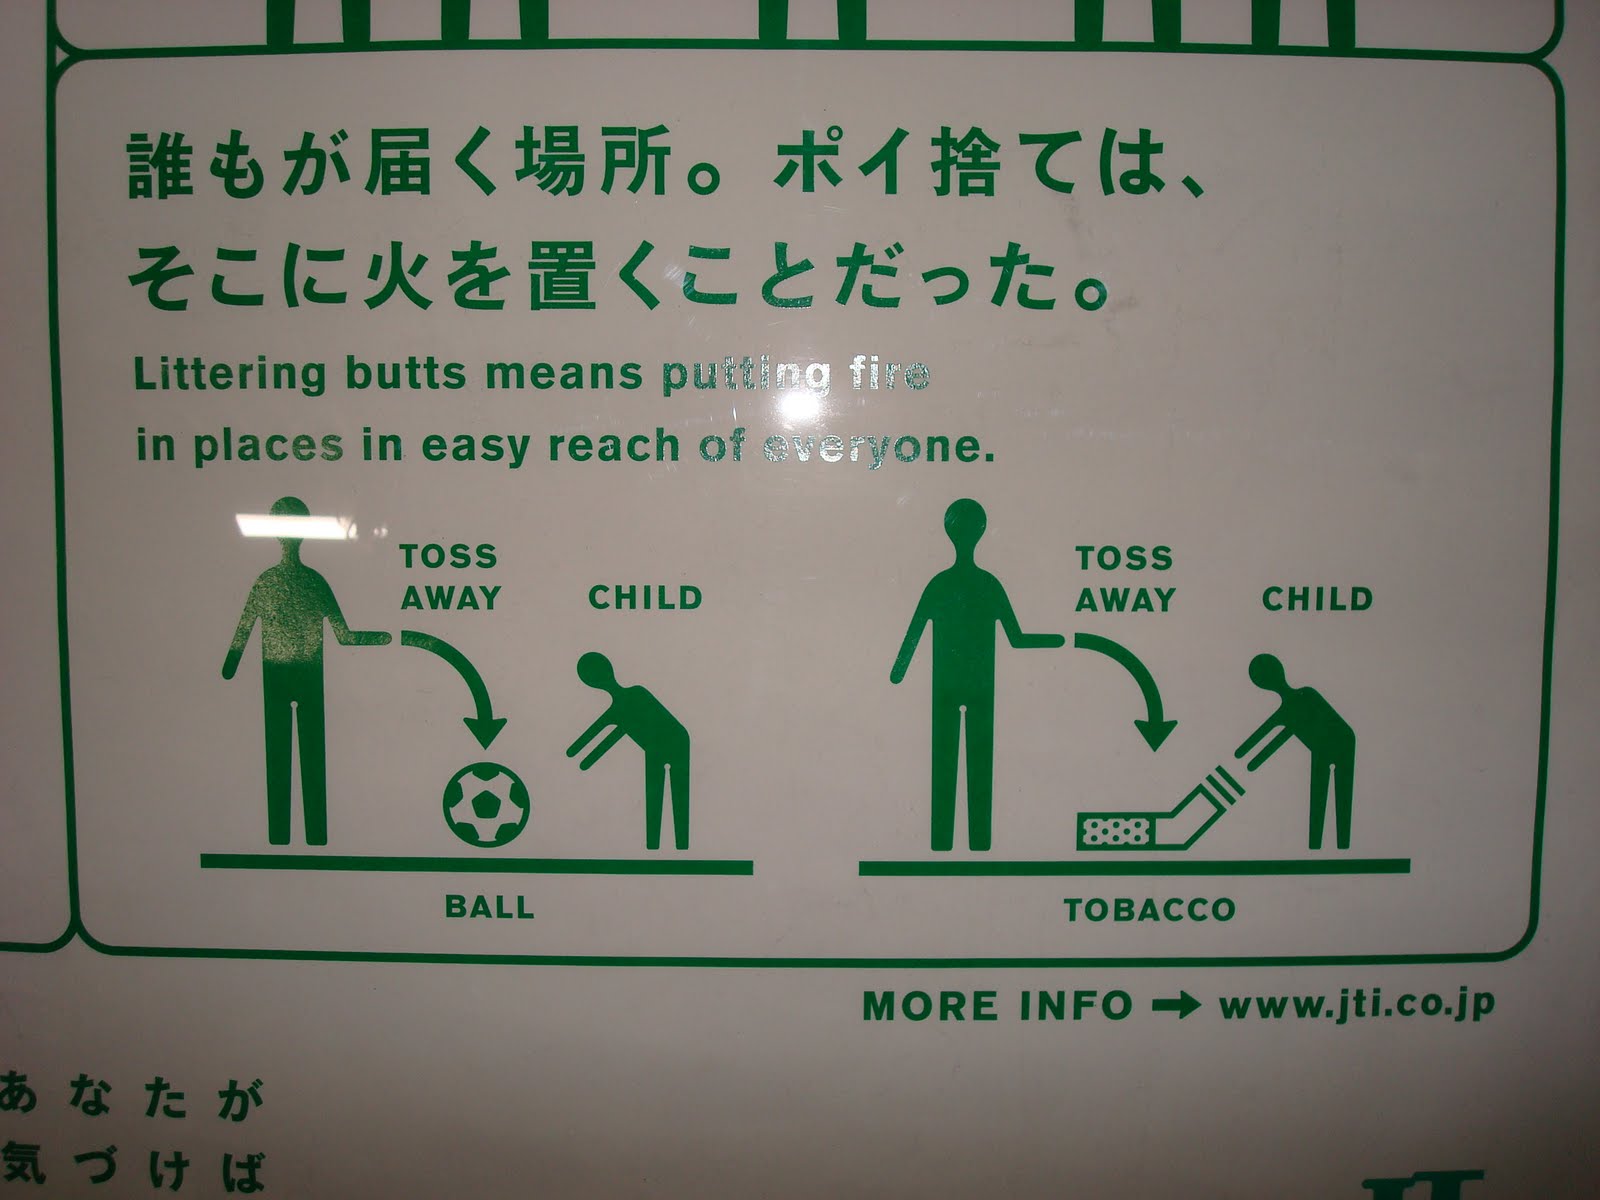 誰もが届く場所。ポイ捨ては、
そこに火を置くことだった。
Littering butts means putting fire
in places in easy reach of everyone.
TOSS
AWAY
CHILD
BALL
TOSS
AWAY
CHILD
TOBACCO
MORE INFO → www.jti.co.jp
あなたが
気づけば